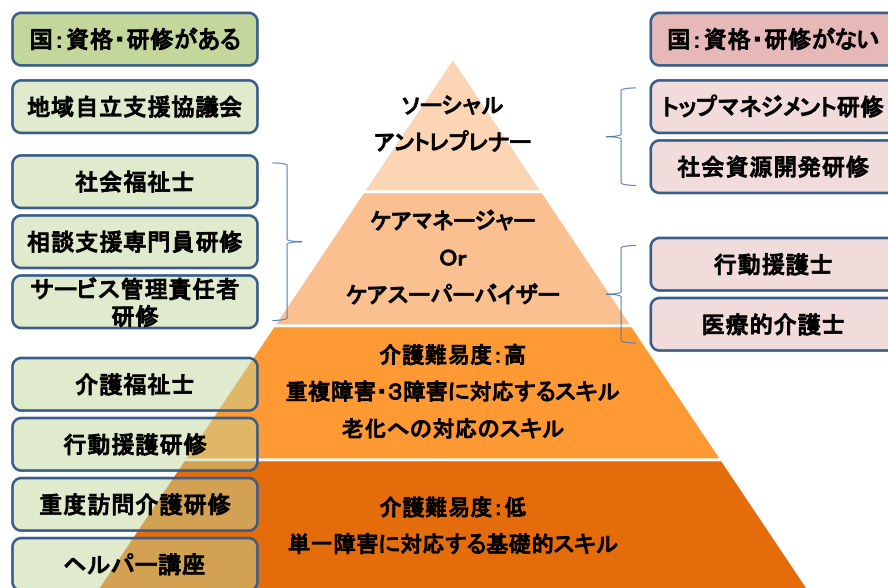 国：資格・研修がある
地域自立支援協議会
社会福祉士
相談支援専門員研修
サービス管理責任者
研修
介護福祉士
行動援護研修
重度訪問介護研修
ヘルパー講座
ソーシャル
アントレプレナー
ケアマネージャー
Or
ケアスーパーバイザー
介護難易度：高
重複障害・３障害に対応するスキル
老化への対応のスキル
介護難易度：低
単一障害に対応する基礎的スキル
国：資格・研修がない
トップマネジメント研修
社会資源開発研修
行動援護士
医療的介護士